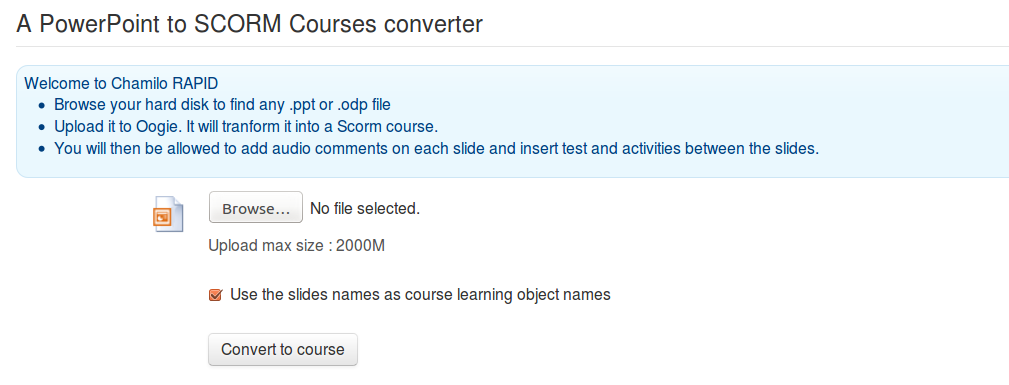 A PowerPoint to SCORM Courses converter
Welcome to Chamilo RAPID
• Browse your hard disk to find any .ppt or .odp file
• Upload it to Oogie. It will tranform it into a Scorm course.
• You will then be allowed to add audio comments on each slide and insert test and activities between the slides.
Browse... No file selected.
Upload max size : 2000M
Use the slides names as course learning object names
Convert to course